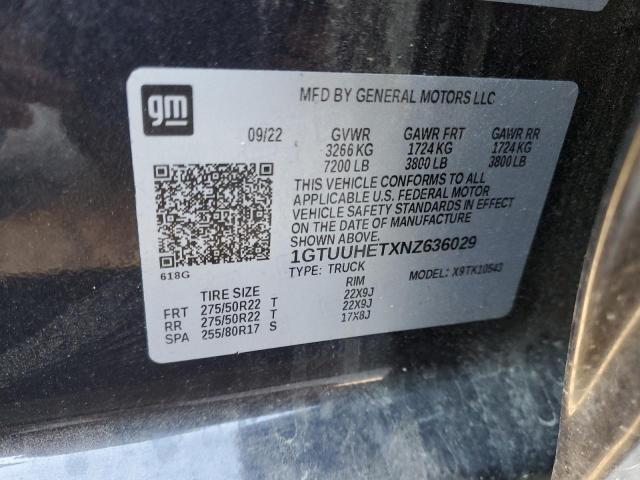 gm
MFD BY GENERAL MOTORS LLC
09/22 GVWR GAWR FRT GAWR RR
3266 KG 1724 KG 1724 KG
7200 LB 3800 LB 3800 LB
THIS VEHICLE CONFORMS TO ALL
APPLICABLE U.S. FEDERAL MOTOR
VEHICLE SAFETY STANDARDS IN EFFECT
ON THE DATE OF MANUFACTURE
SHOWN ABOVE.
1GTUUHETXNZ636029
618G TYPE: TRUCK MODEL: X9TK10543
TIRE SIZE RIM
FRT 275/50R22 T 22X9J
RR 275/50R22 T 22X9J
SPA 255/80R17 S 17X8J